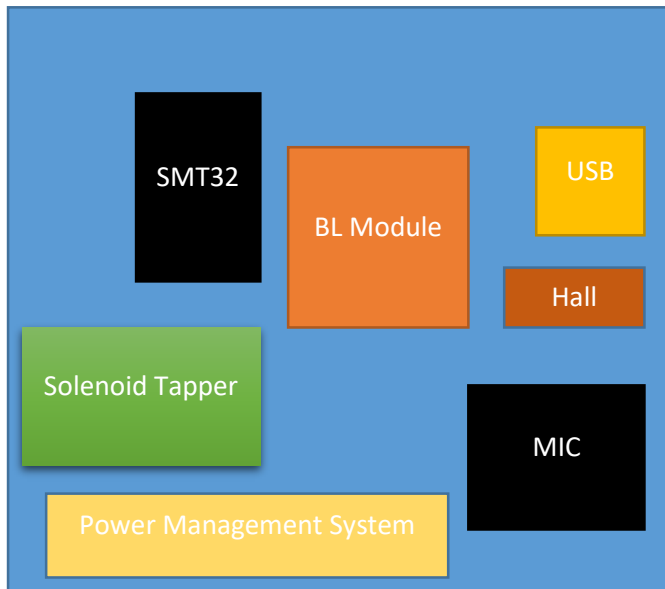 SMT32
BL Module
USB
Hall
Solenoid Tapper
MIC
Power Management System